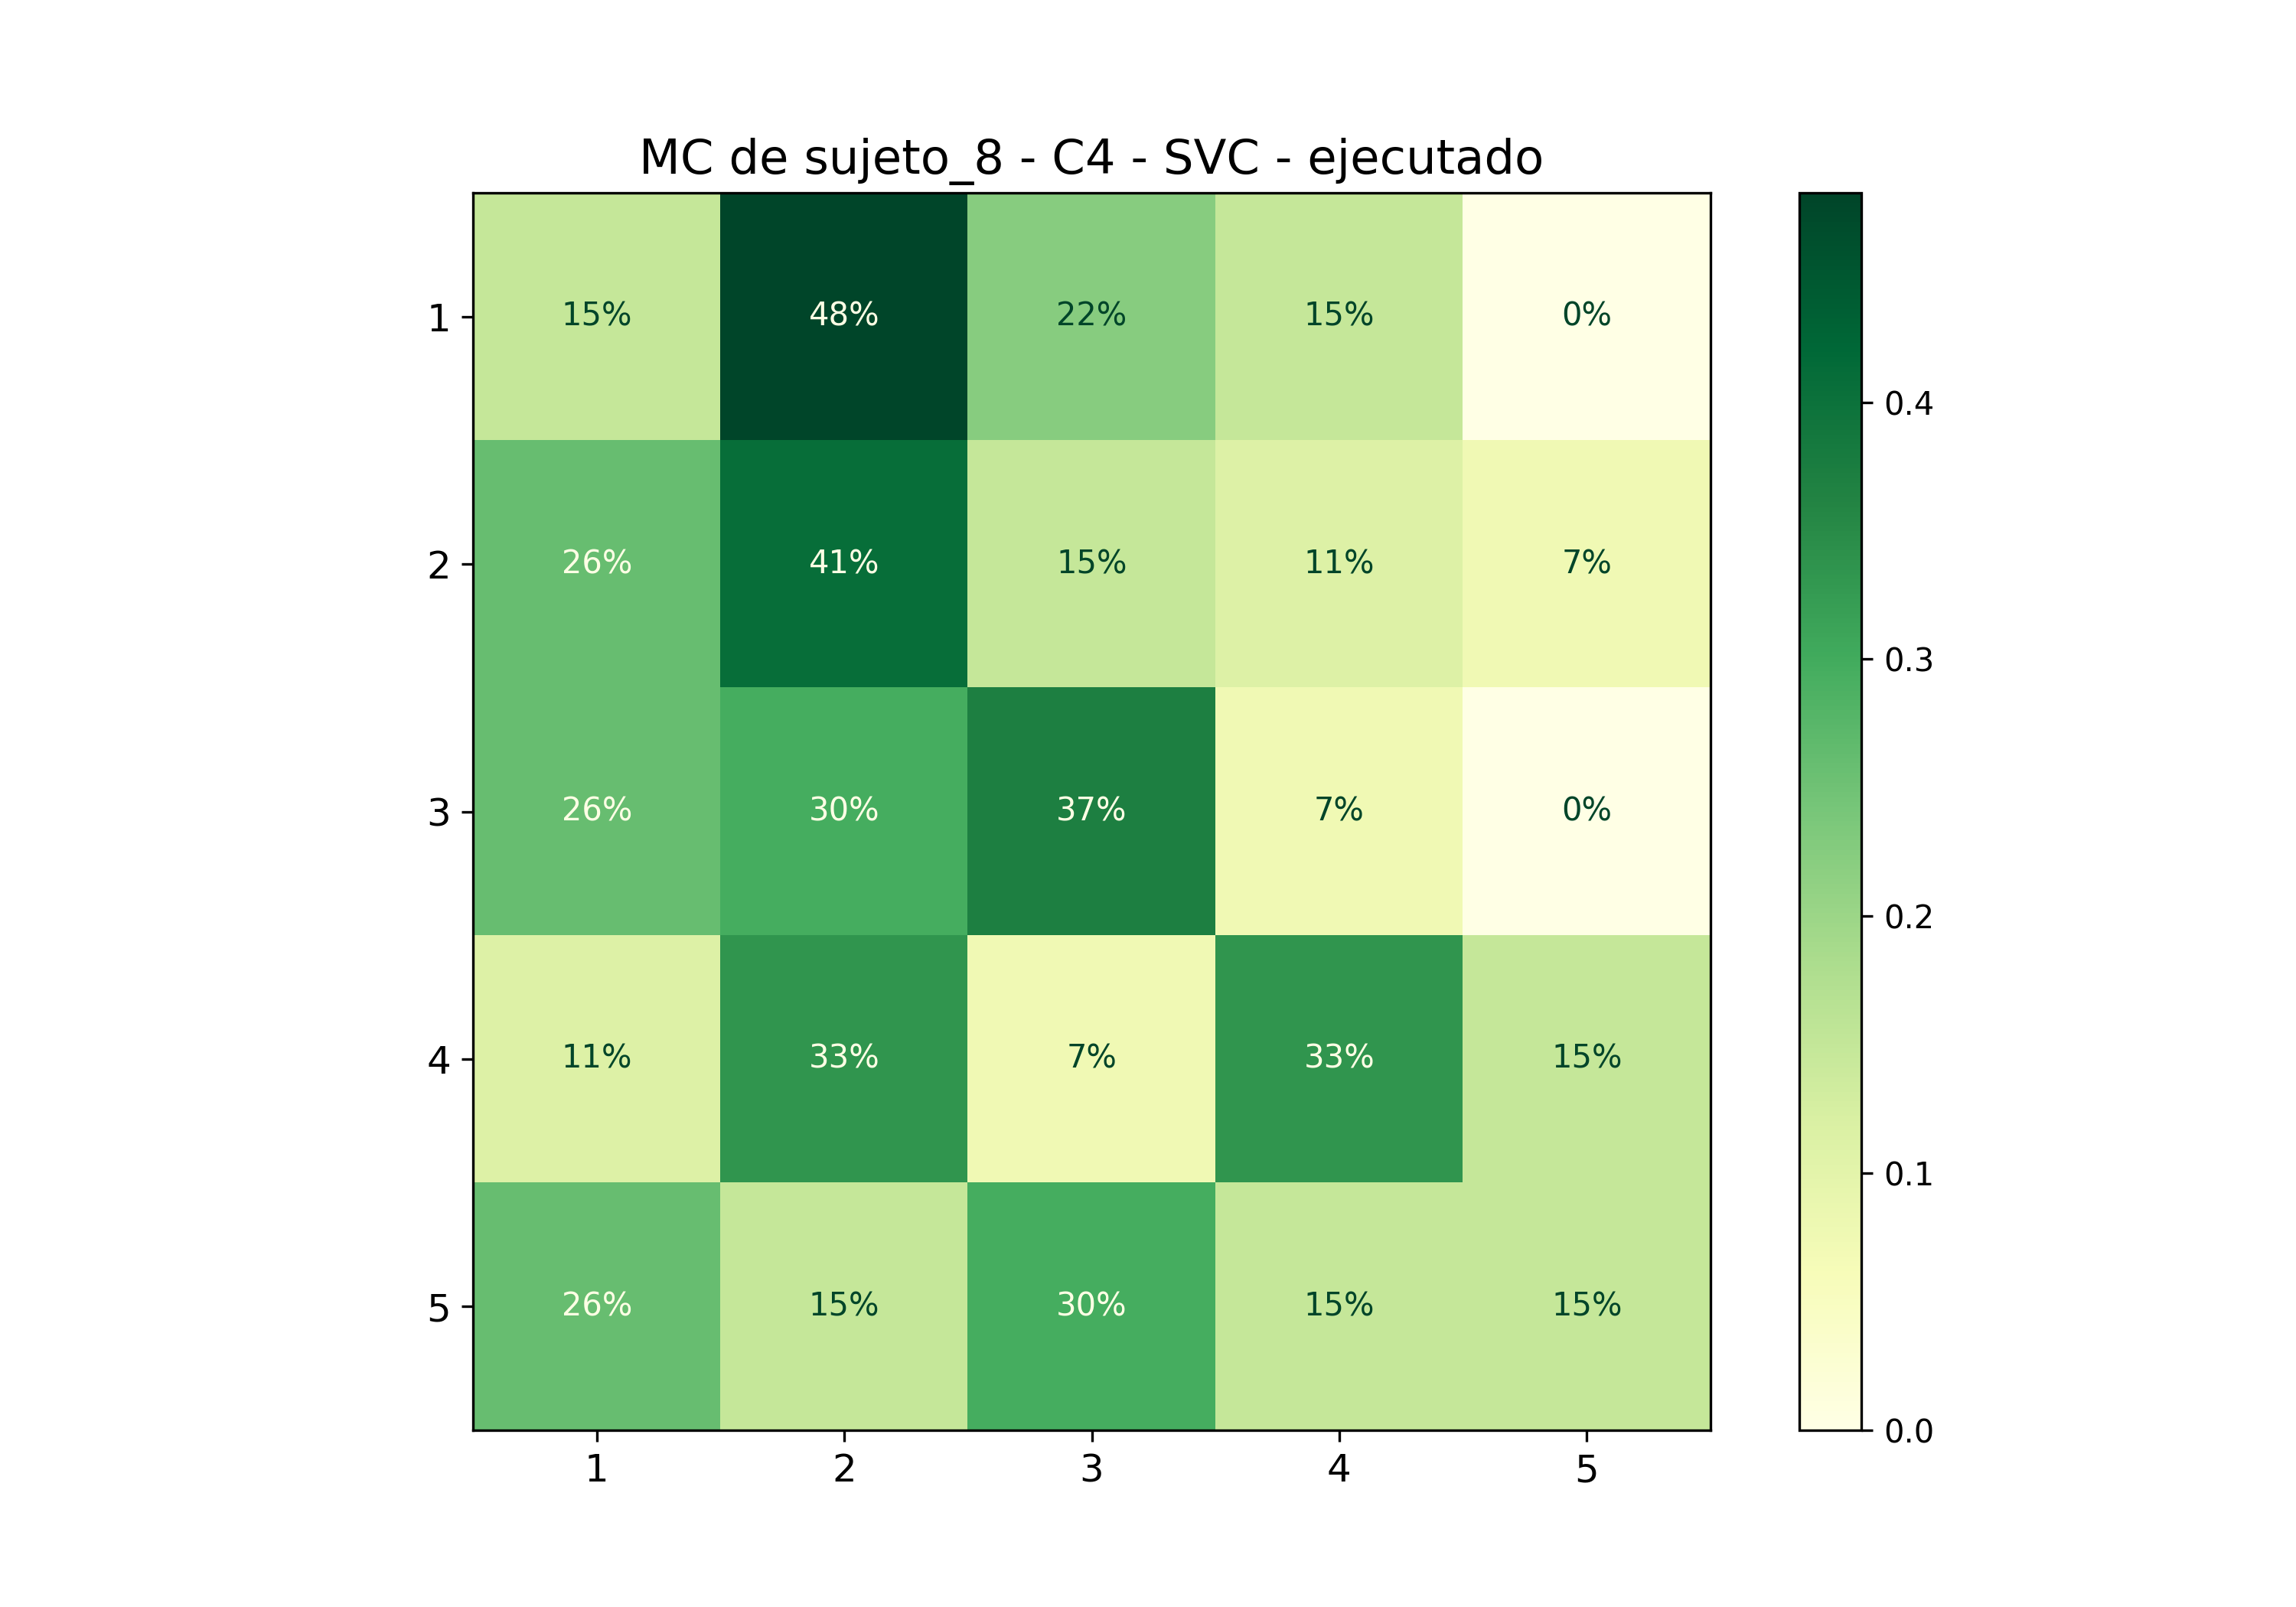 MC de sujeto_8 - C4 - SVC - ejecutado
1 15% 48% 22% 15% 0%
0.4
2 26% 41% 15% 11% 7%
0.3
3 26% 30% 37% 7% 0%
0.2
4 11% 33% 7% 33% 15%
0.1
5 26% 15% 30% 15% 15%
0.0
1 2 3 4 5